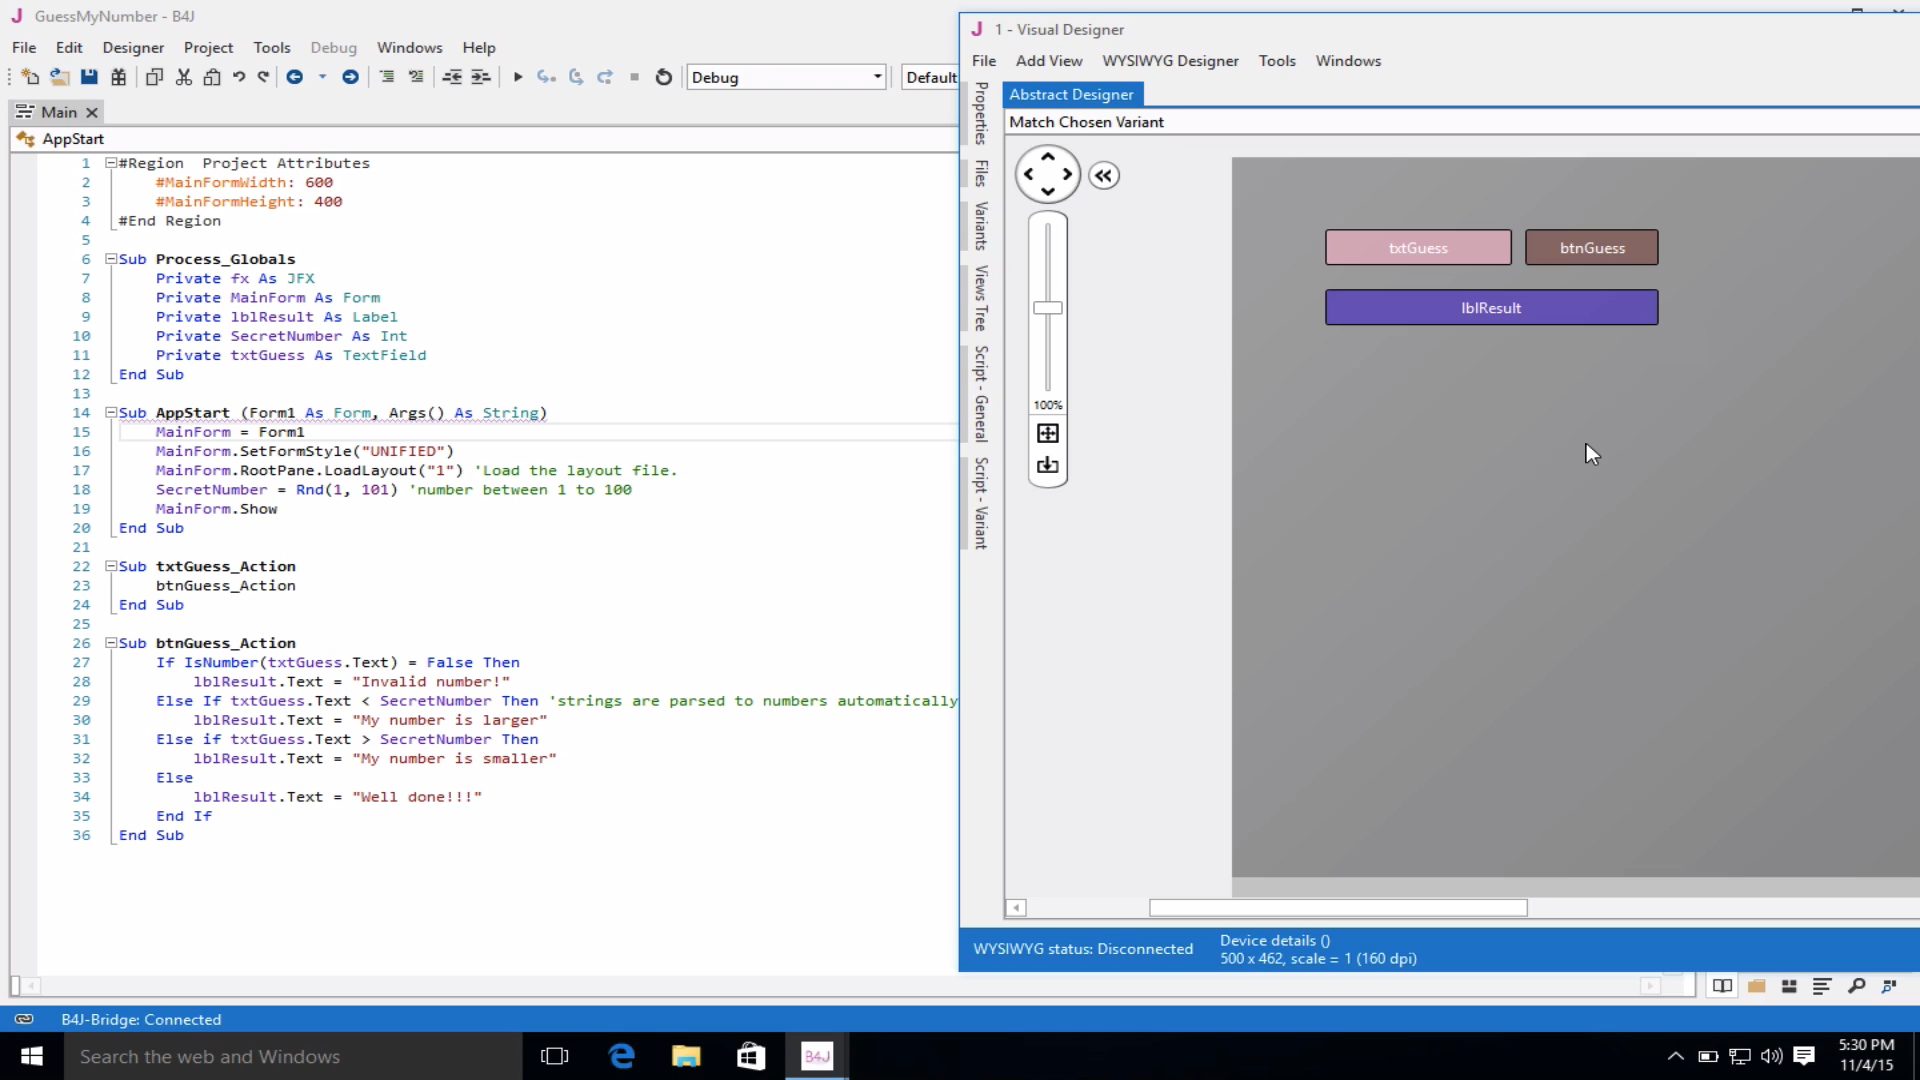 GuessMyNumber - B4J
File Edit Designer Project Tools Debug Windows Help
Debug
Default
Main
AppStart
1 #Region  Project Attributes
2 #MainFormWidth: 600
3 #MainFormHeight: 400
4 #End Region
5
6 Sub Process_Globals
7 Private fx As JFX
8 Private MainForm As Form
9 Private lblResult As Label
10 Private SecretNumber As Int
11 Private txtGuess As TextField
12 End Sub
13
14 Sub AppStart (Form1 As Form, Args() As String)
15 MainForm = Form1
16 MainForm.SetFormStyle("UNIFIED")
17 MainForm.RootPane.LoadLayout("1") 'Load the layout file.
18 SecretNumber = Rnd(1, 101) 'number between 1 to 100
19 MainForm.Show
20 End Sub
21
22 Sub txtGuess_Action
23 btnGuess_Action
24 End Sub
25
26 Sub btnGuess_Action
27 If IsNumber(txtGuess.Text) = False Then
28 lblResult.Text = "Invalid number!"
29 Else If txtGuess.Text < SecretNumber Then 'strings are parsed to numbers automatically
30 lblResult.Text = "My number is larger"
31 Else if txtGuess.Text > SecretNumber Then
32 lblResult.Text = "My number is smaller"
33 Else
34 lblResult.Text = "Well done!!!"
35 End If
36 End Sub
1 - Visual Designer
File Add View WYSIWYG Designer Tools Windows
Abstract Designer
Match Chosen Variant
Properties
Files
Variants
Views Tree
Script - General
Script - Variant
100%
txtGuess
btnGuess
lblResult
WYSIWYG status: Disconnected
Device details ()
500 x 462, scale = 1 (160 dpi)
B4J-Bridge: Connected
Search the web and Windows
B4J
5:30 PM
11/4/15